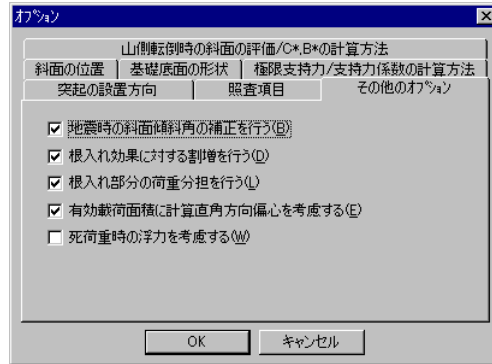 オプション
山側転倒時の斜面の評価/C*,B*の計算方法
斜面の位置 基礎底面の形状 極限支持力/支持力係数の計算方法
突起の設置方向 照査項目 その他のオプション
地震時の斜面傾斜角の補正を行う(B)
根入れ効果に対する割増を行う(D)
根入れ部分の荷重分担を行う(L)
有効載荷面積に計算直角方向偏心を考慮する(E)
死荷重時の浮力を考慮する(W)
OK キャンセル